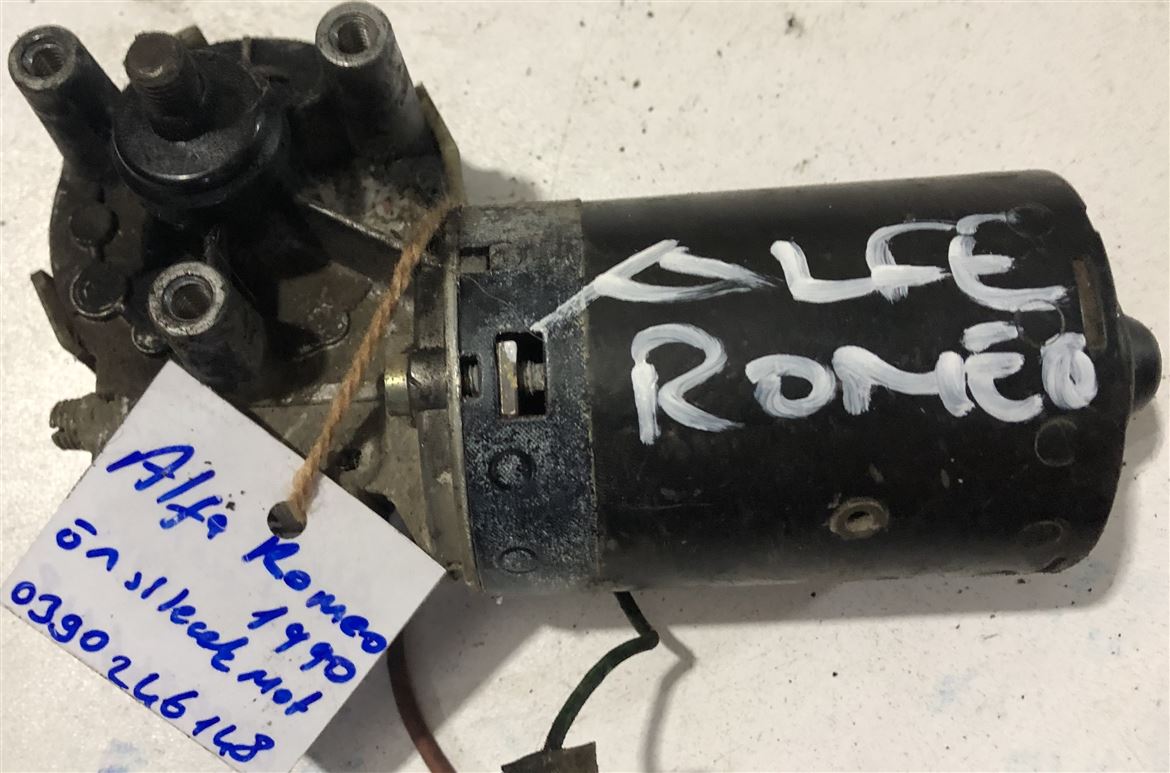 ALFE
ROMEO
Alfa Romeo
1990
ön silecek mot
0390246148